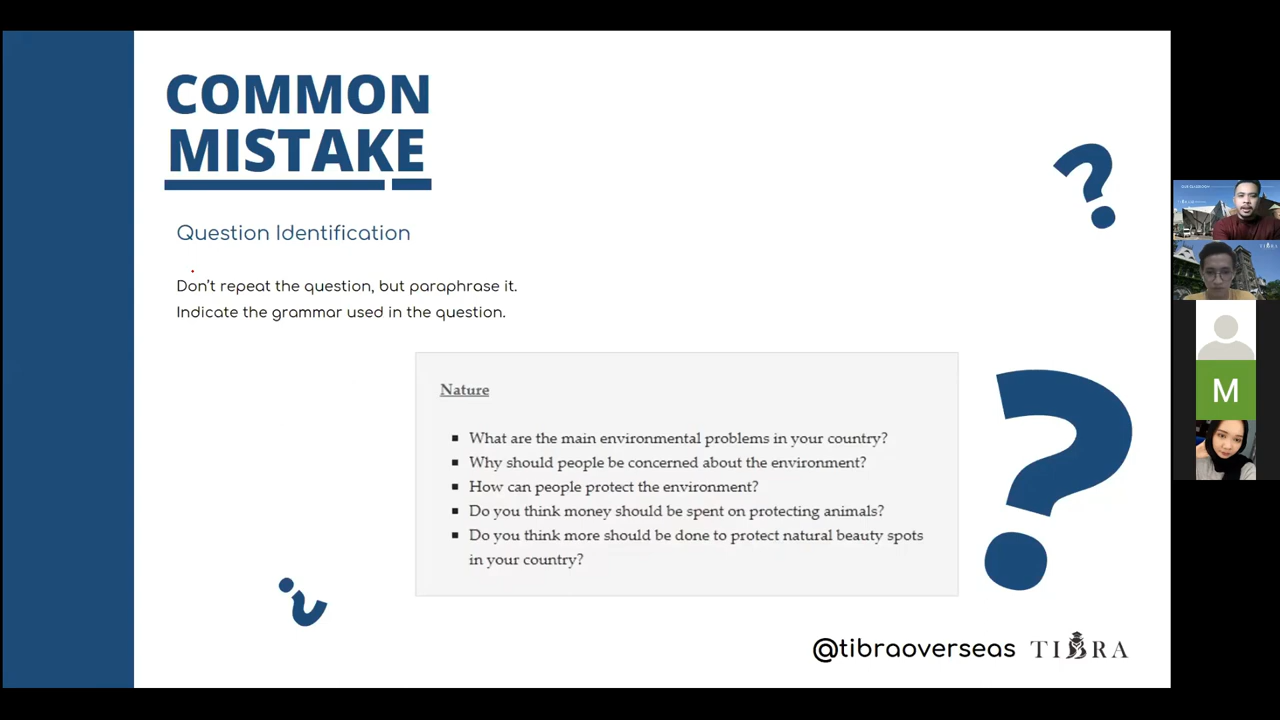 COMMON
MISTAKE
Question Identification
Don't repeat the question, but paraphrase it.
Indicate the grammar used in the question.
Nature
What are the main environmental problems in your country?
Why should people be concerned about the environment?
How can people protect the environment?
Do you think money should be spent on protecting animals?
Do you think more should be done to protect natural beauty spots
in your country?
@tibraoverseas TIBRA
M